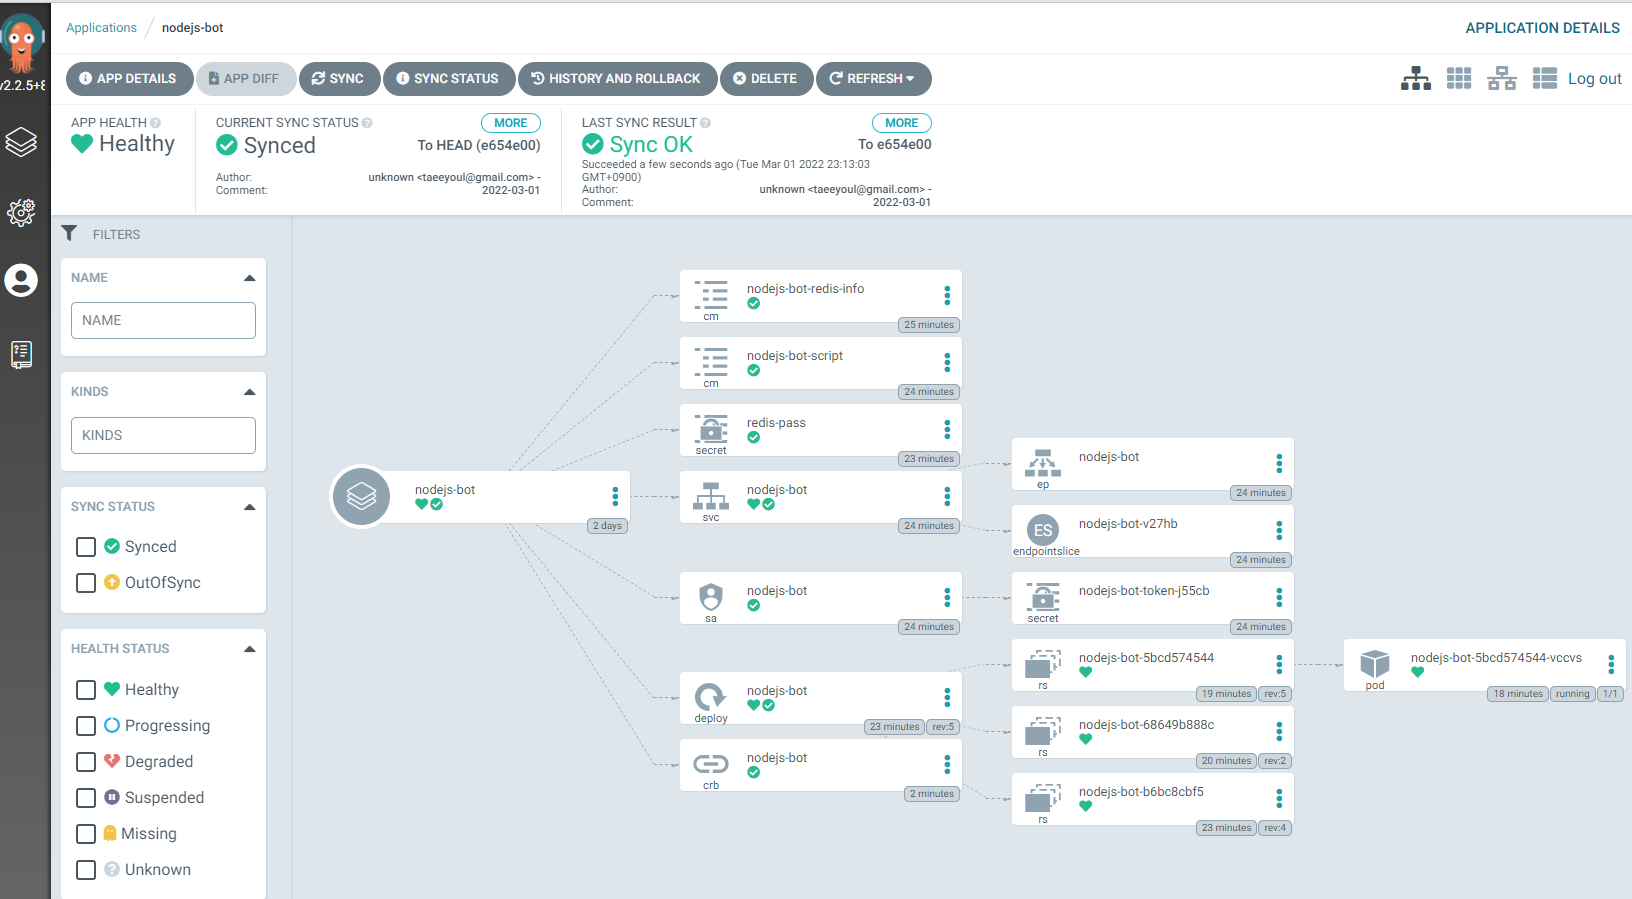 Applications / nodejs-bot
APPLICATION DETAILS
v2.2.5+8
APP DETAILS
APP DIFF
SYNC
SYNC STATUS
HISTORY AND ROLLBACK
DELETE
REFRESH
Log out
APP HEALTH
Healthy
CURRENT SYNC STATUS
MORE
Synced
To HEAD (e654e00)
Author:
unknown <taeeyoul@gmail.com> -
Comment:
2022-03-01
LAST SYNC RESULT
MORE
Sync OK
To e654e00
Succeeded a few seconds ago (Tue Mar 01 2022 23:13:03
GMT+0900)
Author:
unknown <taeeyoul@gmail.com> -
Comment:
2022-03-01
FILTERS
NAME
NAME
KINDS
KINDS
SYNC STATUS
Synced
OutOfSync
HEALTH STATUS
Healthy
Progressing
Degraded
Suspended
Missing
Unknown
nodejs-bot
2 days
nodejs-bot-redis-info
cm
25 minutes
nodejs-bot-script
cm
24 minutes
redis-pass
secret
23 minutes
nodejs-bot
svc
24 minutes
nodejs-bot
sa
24 minutes
nodejs-bot
deploy
23 minutes
rev:5
nodejs-bot
crb
2 minutes
nodejs-bot
ep
24 minutes
ES
nodejs-bot-v27hb
endpointslice
24 minutes
nodejs-bot-token-j55cb
secret
24 minutes
nodejs-bot-5bcd574544
rs
19 minutes
rev:5
nodejs-bot-68649b888c
rs
20 minutes
rev:2
nodejs-bot-b6bc8cbf5
rs
23 minutes
rev:4
nodejs-bot-5bcd574544-vccvs
pod
18 minutes
running
1/1